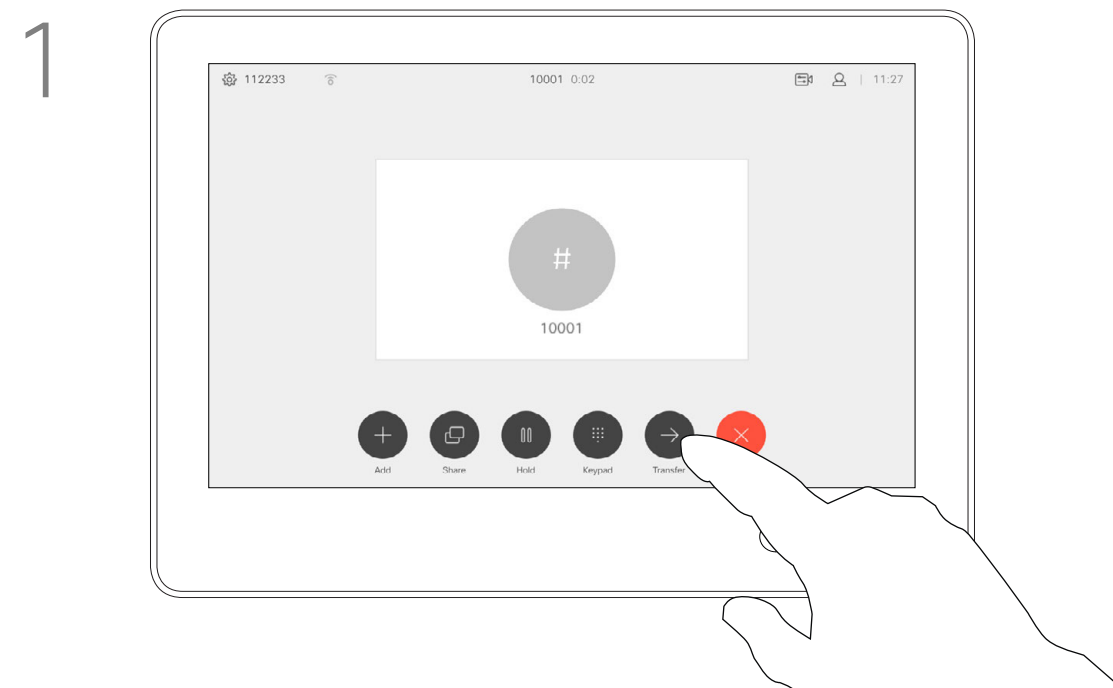 1
112233 10001 0:02 | 11:27
#
10001
Add Share Hold Keypad Transfer